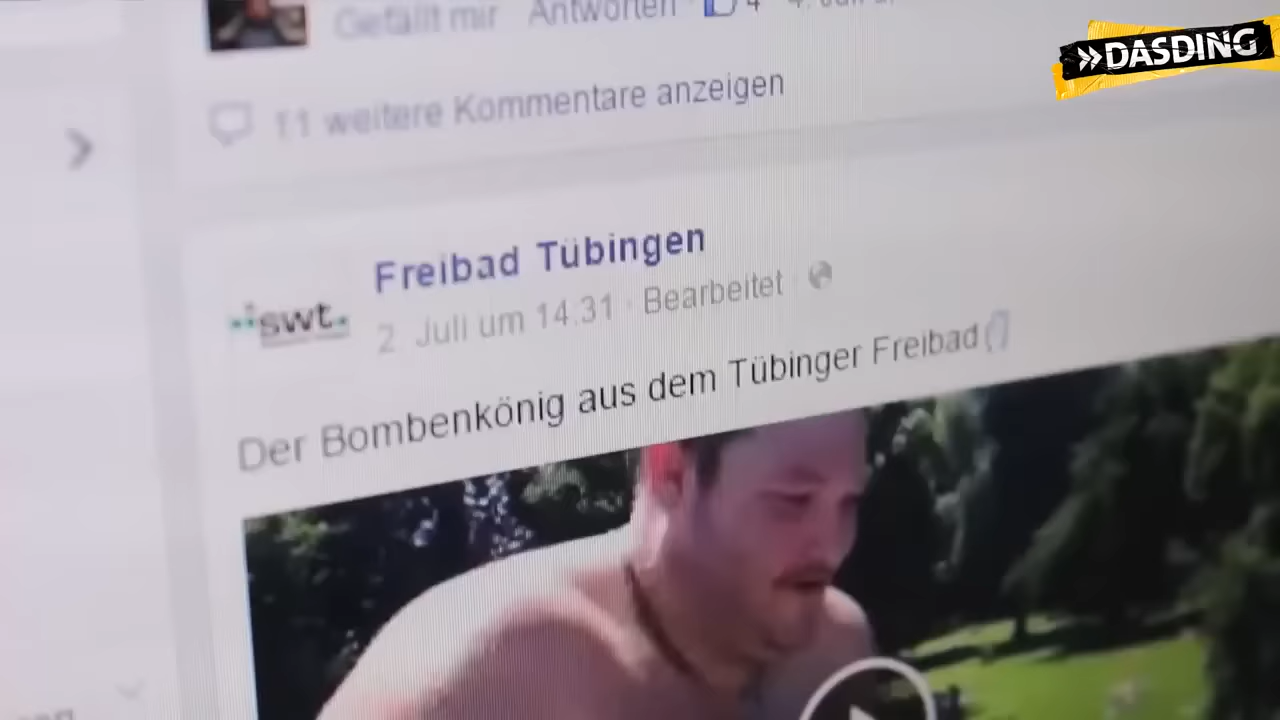 Gefällt mir Antworten 4
»DASDING
11 weitere Kommentare anzeigen
Freibad Tübingen
swt.
2. Juli um 14:31 · Bearbeitet
Der Bombenkönig aus dem Tübinger Freibad